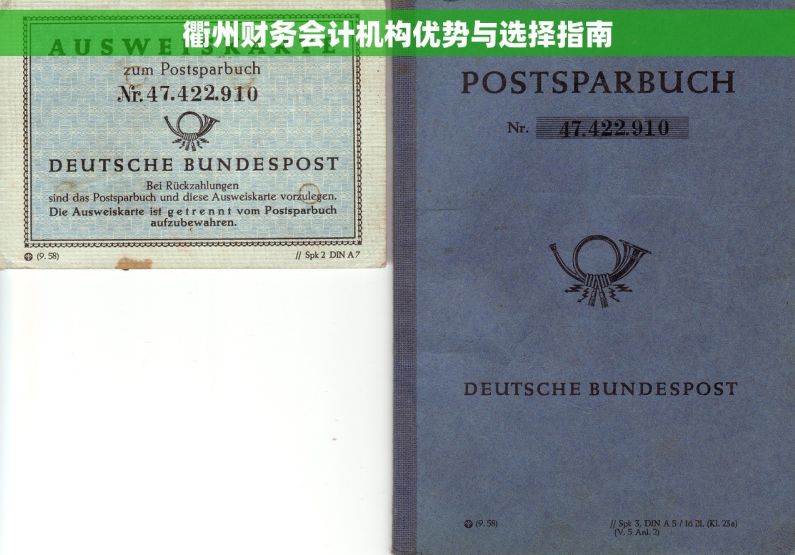 衢州财务会计机构优势与选择指南
AUSWEISKARTE
zum Postsparbuch
Nr. 47.422.910
DEUTSCHE BUNDESPOST
Bei Rückzahlungen
sind das Postsparbuch und diese Ausweiskarte vorzulegen.
Die Ausweiskarte ist getrennt vom Postsparbuch
aufzubewahren.
(9. 58)
// Spk 2 DIN A 7
POSTSPARBUCH
Nr. 47.422.910
DEUTSCHE BUNDESPOST
(9. 58)
// Spk 3, DIN A 5 / 16 Bl. (Kl. 23a)
(V. 5 Anl. 2)